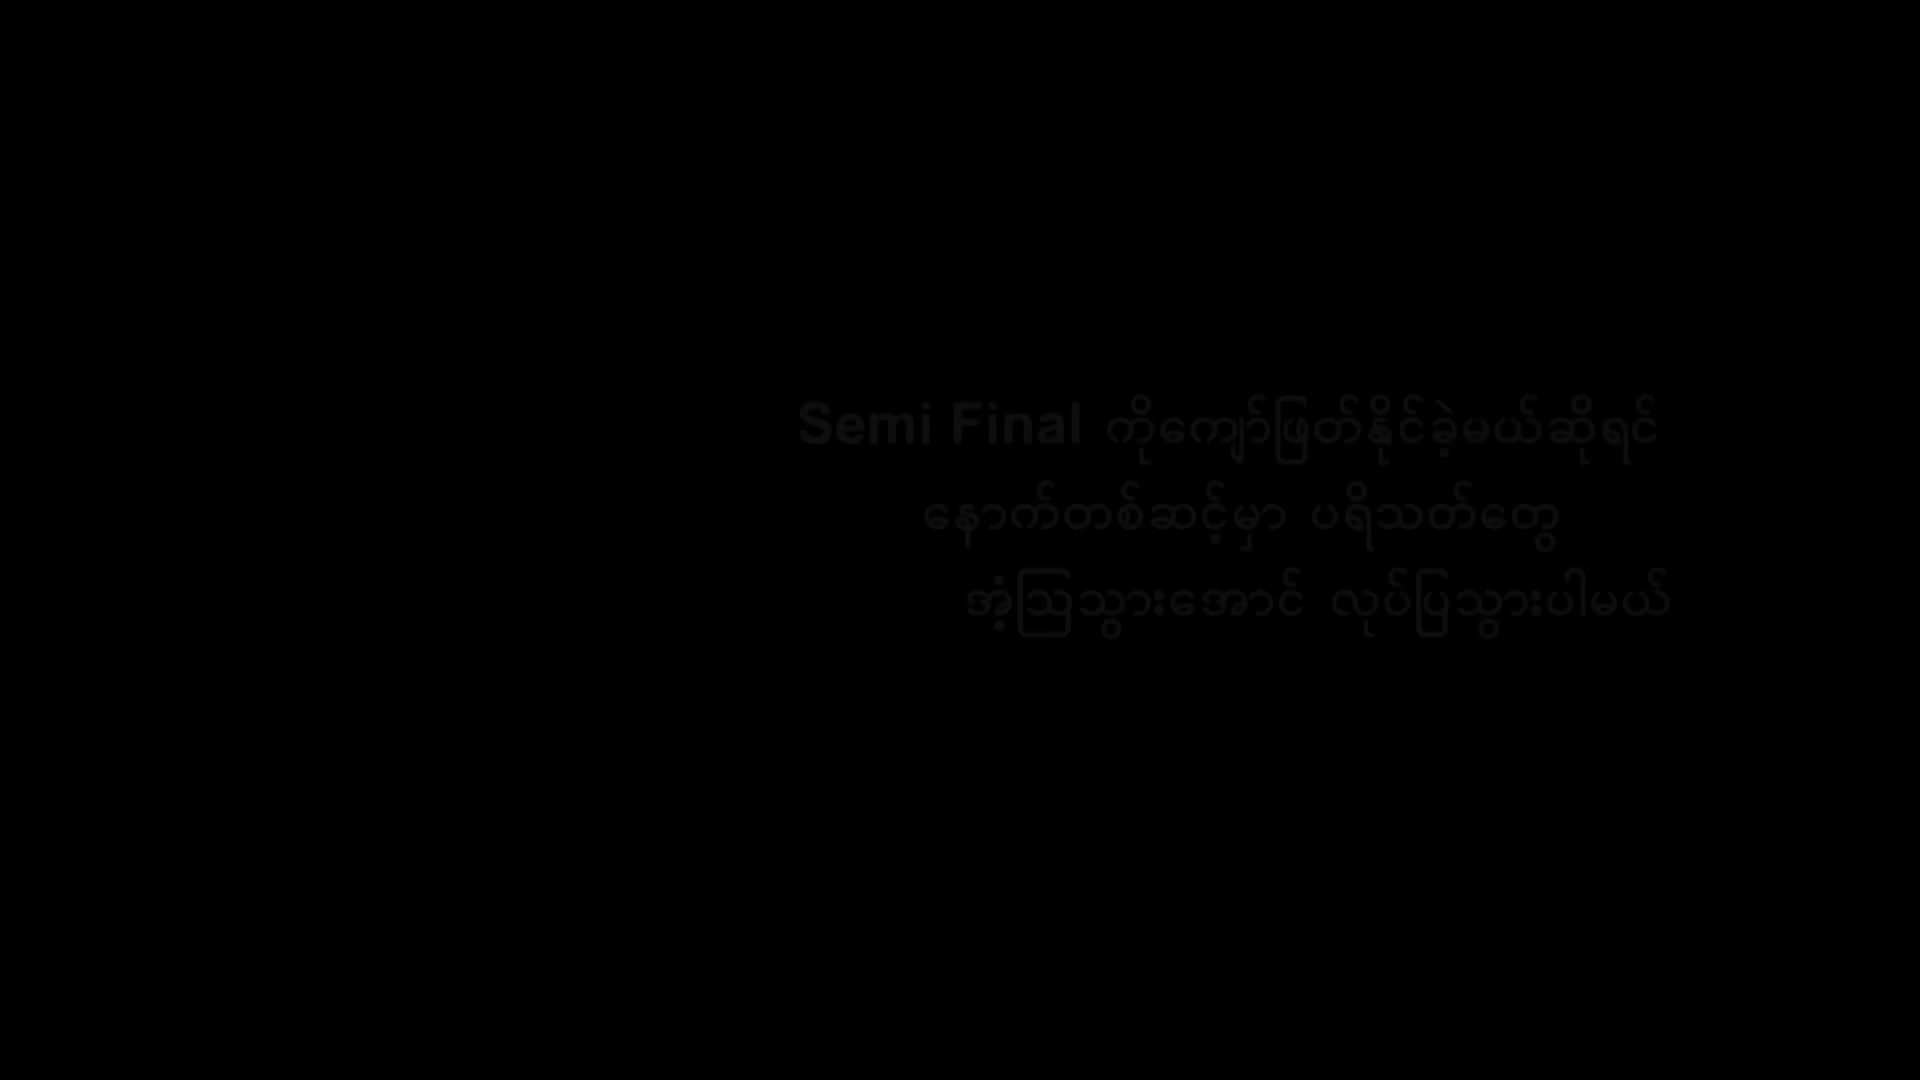 Semi Final ကိုကျော်ဖြတ်နိုင်ခဲ့မယ်ဆိုရင်
နောက်တစ်ဆင့်မှာ ပရိသတ်တွေ
အံ့ဩသွားအောင် လုပ်ပြသွားပါမယ်